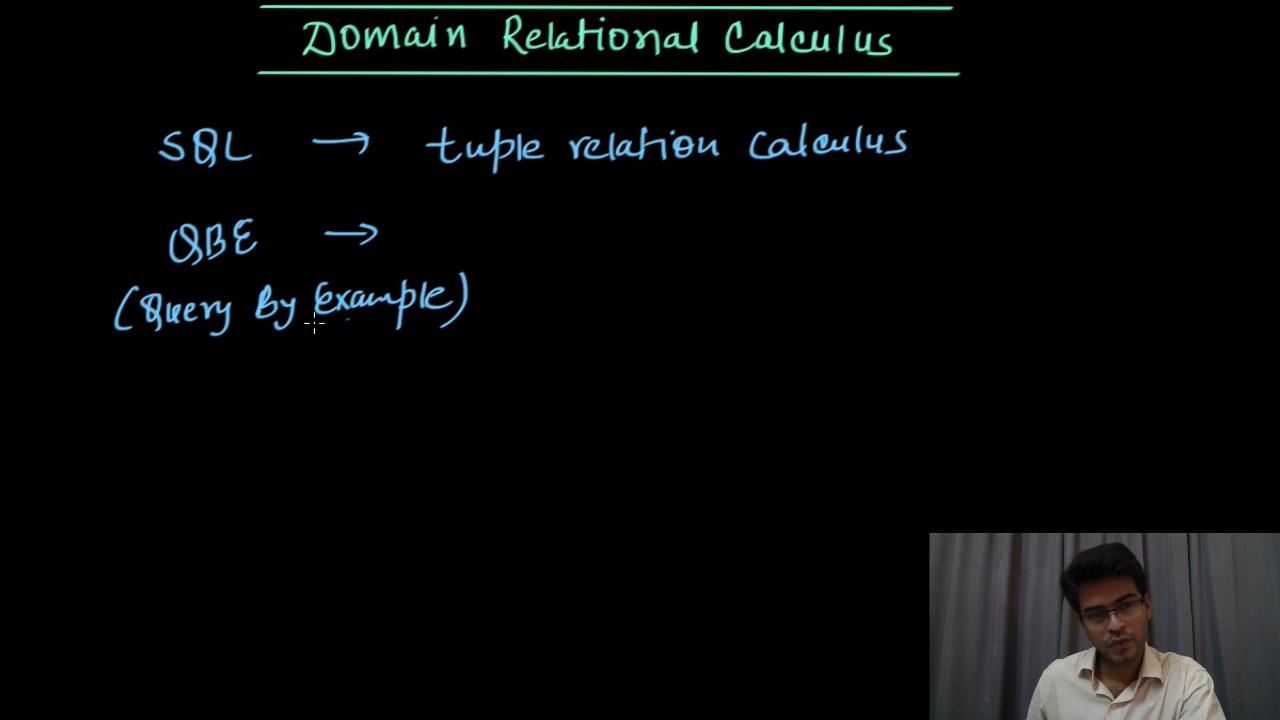 Domain Relational Calculus
SQL → tuple relation calculus
QBE →
(Query By Example)